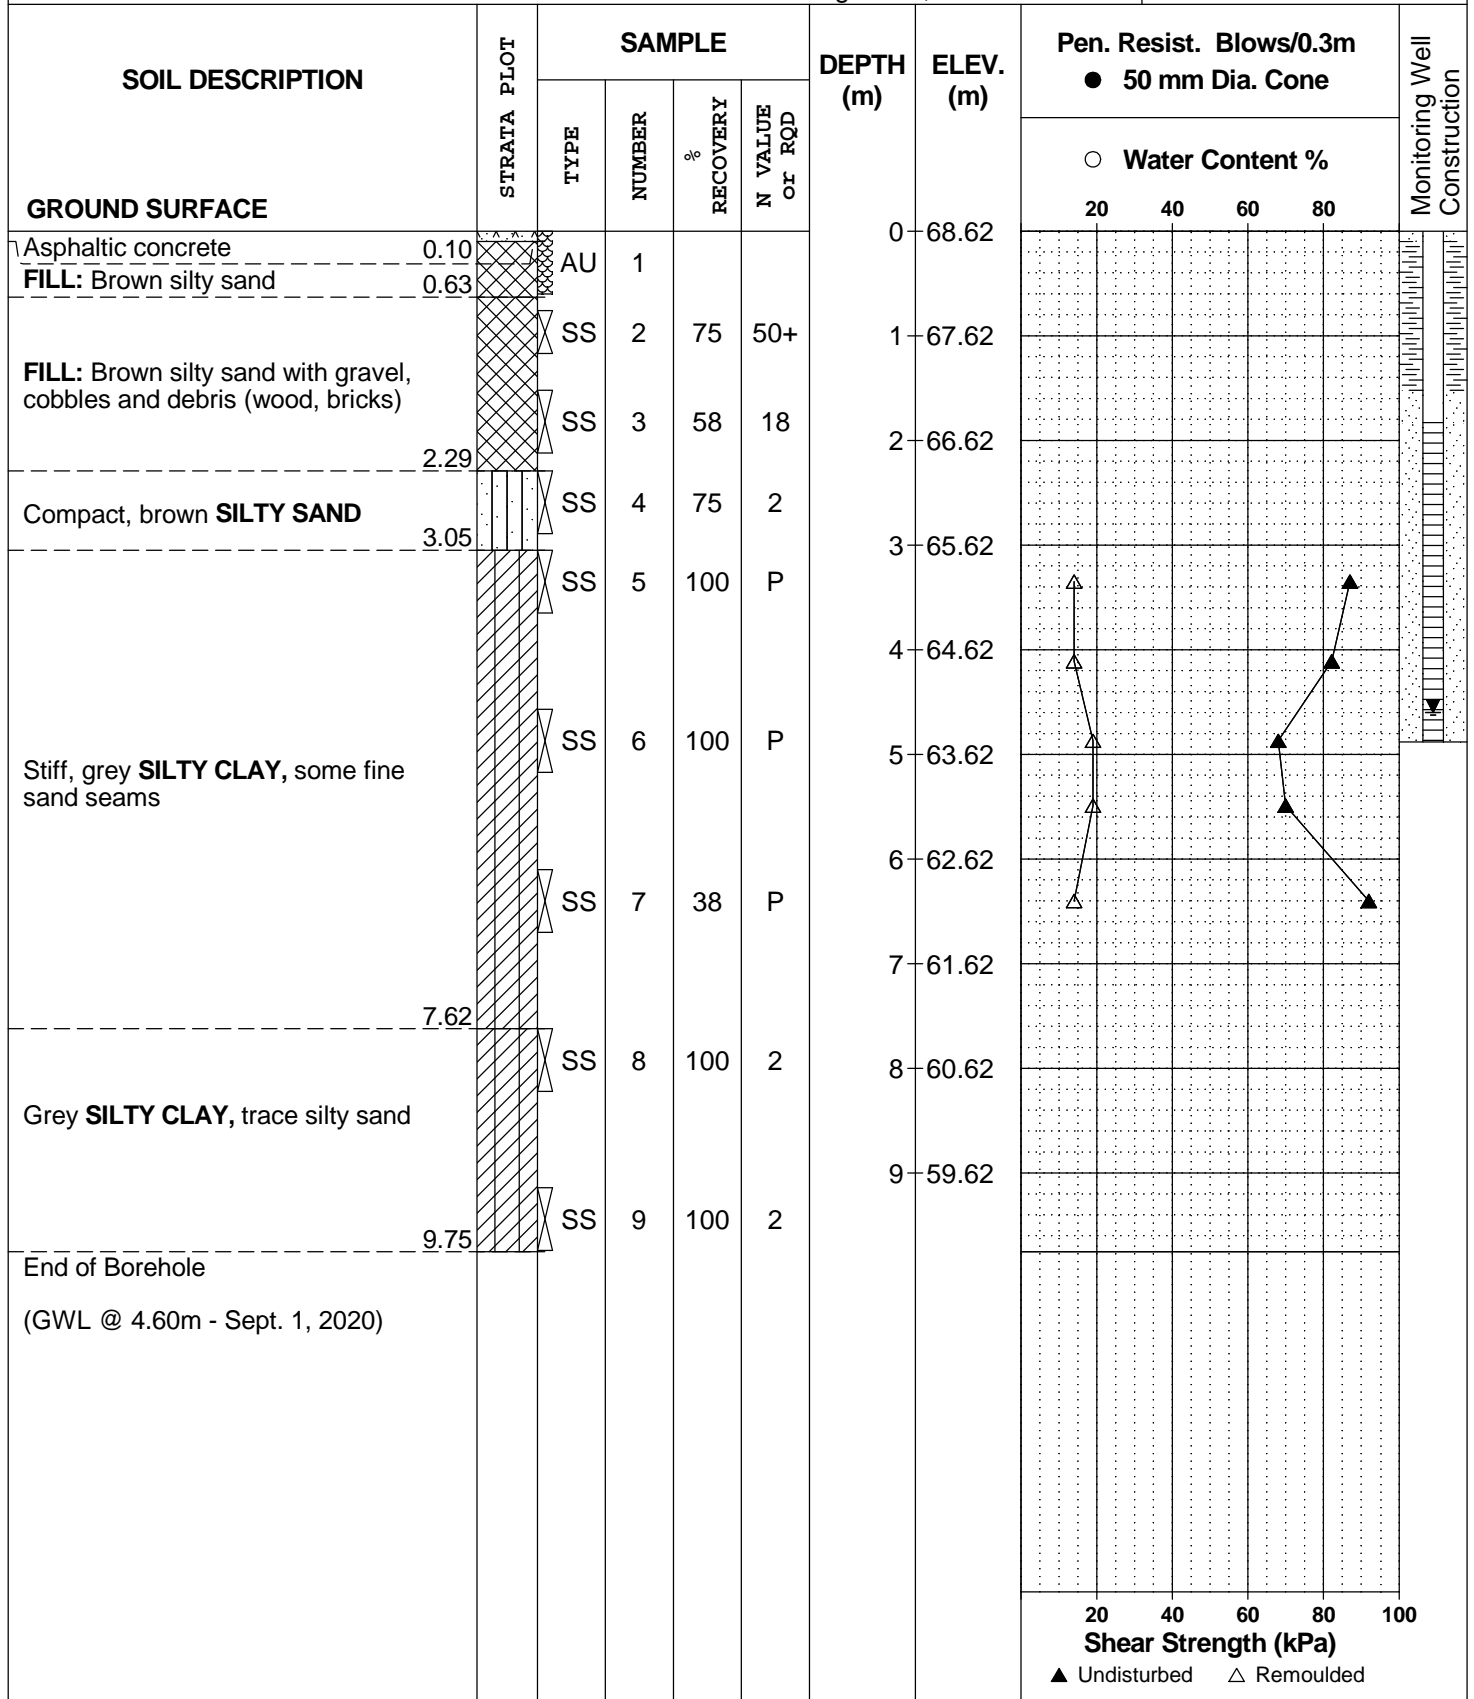 SOIL DESCRIPTION
GROUND SURFACE
STRATA PLOT
SAMPLE
TYPE
NUMBER
%
RECOVERY
N VALUE
or RQD
DEPTH
(m)
ELEV.
(m)
Pen. Resist. Blows/0.3m
● 50 mm Dia. Cone
○ Water Content %
20 40 60 80
Monitoring Well
Construction
0 68.62
Asphaltic concrete 0.10
AU 1
FILL: Brown silty sand 0.63
SS 2 75 50+
1 67.62
FILL: Brown silty sand with gravel,
cobbles and debris (wood, bricks)
SS 3 58 18
2 66.62
2.29
SS 4 75 2
Compact, brown SILTY SAND
3.05
3 65.62
SS 5 100 P
4 64.62
SS 6 100 P
5 63.62
Stiff, grey SILTY CLAY, some fine
sand seams
6 62.62
SS 7 38 P
7 61.62
7.62
SS 8 100 2
8 60.62
Grey SILTY CLAY, trace silty sand
9 59.62
SS 9 100 2
9.75
End of Borehole
(GWL @ 4.60m - Sept. 1, 2020)
20 40 60 80 100
Shear Strength (kPa)
▲ Undisturbed △ Remoulded